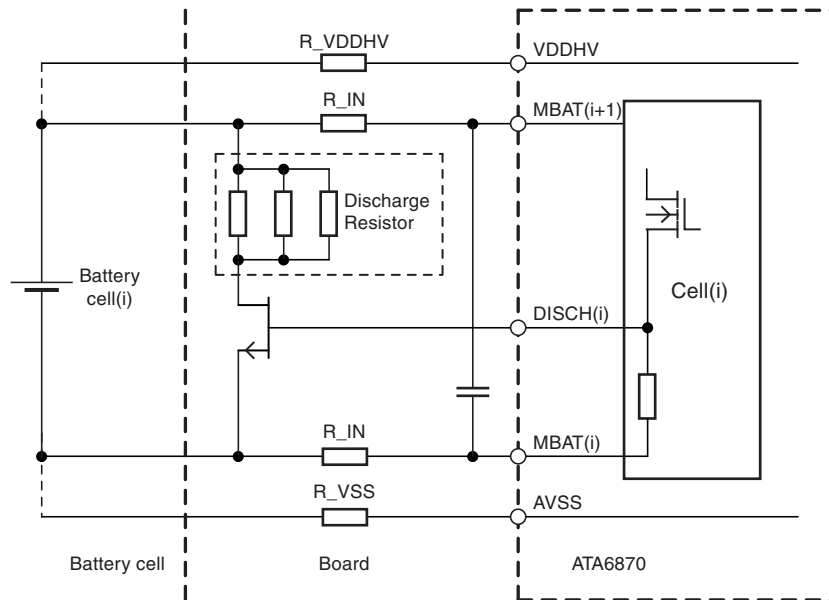 R_VDDHV
VDDHV
R_IN
MBAT(i+1)
Discharge
Resistor
Battery
cell(i)
Cell(i)
DISCH(i)
R_IN
MBAT(i)
R_VSS
AVSS
Battery cell
Board
ATA6870